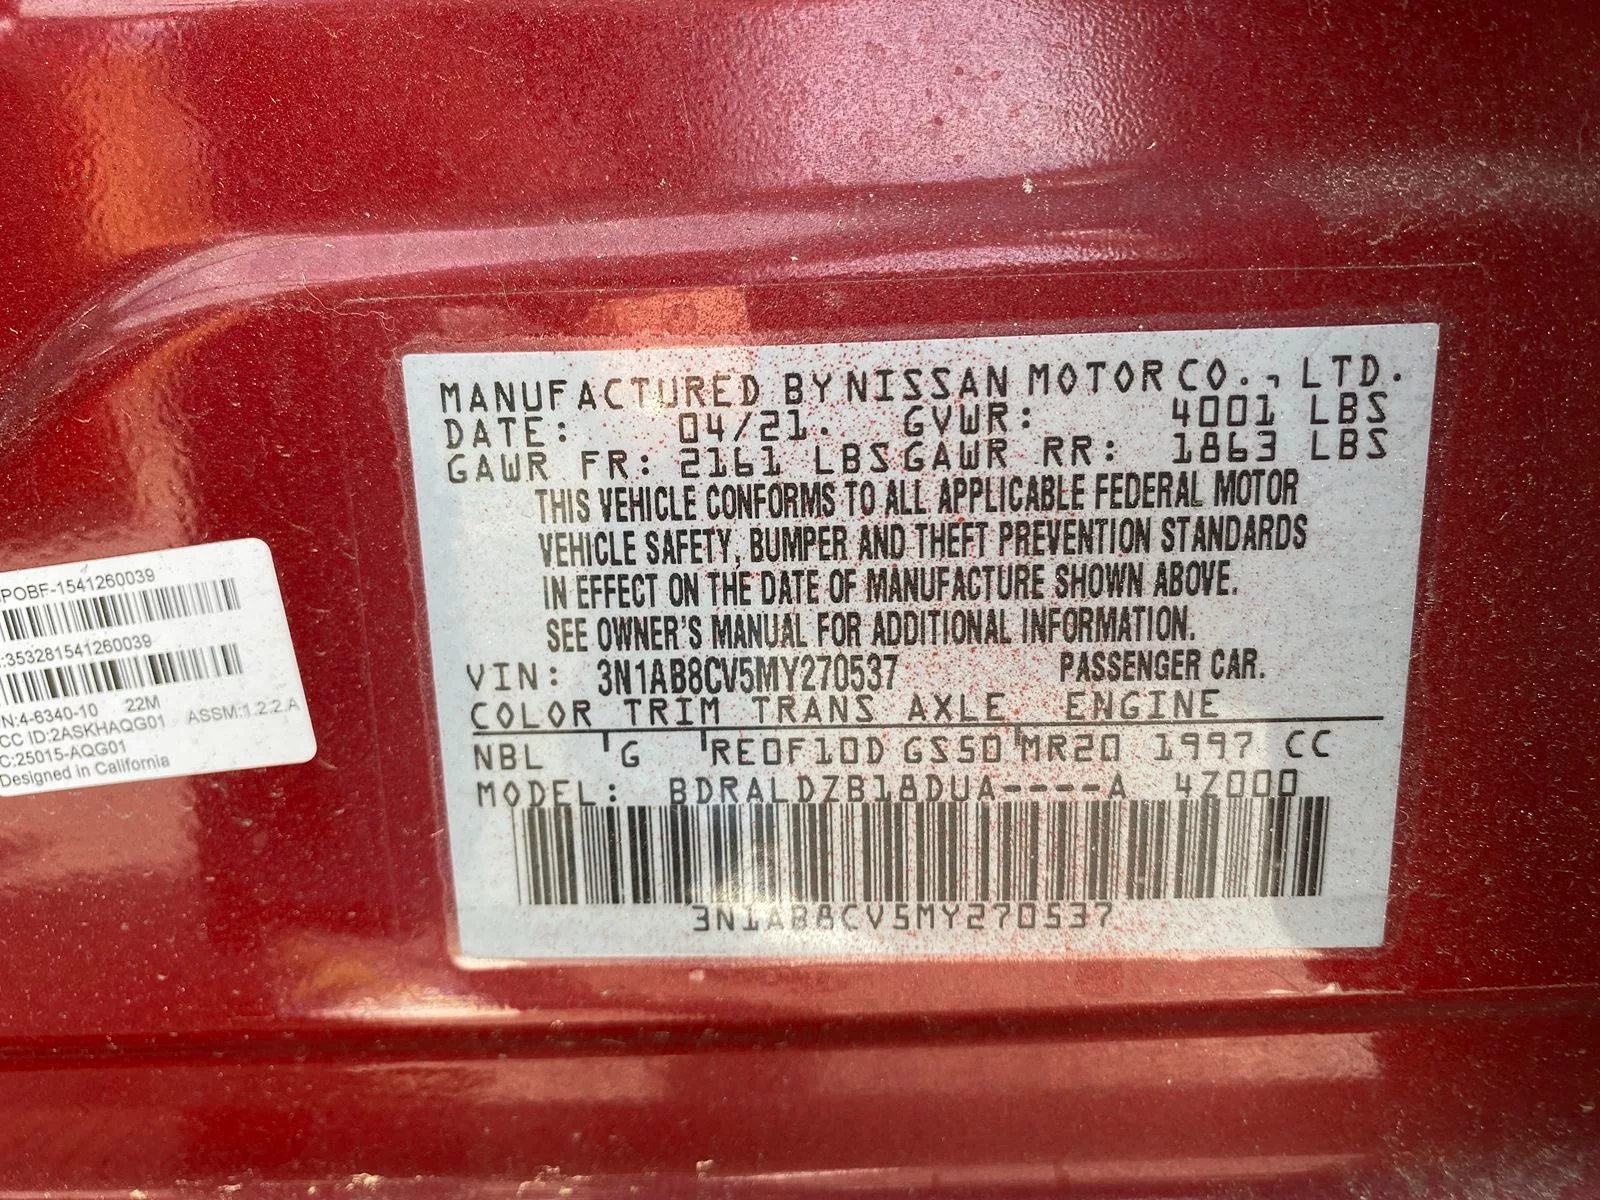 MANUFACTURED BY NISSAN MOTOR CO., LTD.
DATE: 04/21. GVWR: 4001 LBS
GAWR FR: 2161 LBS GAWR RR: 1863 LBS
THIS VEHICLE CONFORMS TO ALL APPLICABLE FEDERAL MOTOR
VEHICLE SAFETY, BUMPER AND THEFT PREVENTION STANDARDS
IN EFFECT ON THE DATE OF MANUFACTURE SHOWN ABOVE.
SEE OWNER'S MANUAL FOR ADDITIONAL INFORMATION.
VIN: 3N1AB8CV5MY270537 PASSENGER CAR.
COLOR TRIM TRANS AXLE ENGINE
NBL G RE0F10D GS50 MR20 1997 CC
MODEL: BDRALDZB18DUA----A 4Z000
3N1AB8CV5MY270537
POBF-1541260039
:353281541260039
N:4-6340-10 22M
CC ID:2ASKHAQG01 ASSM:1.2.2.A
C:25015-AQG01
Designed in California